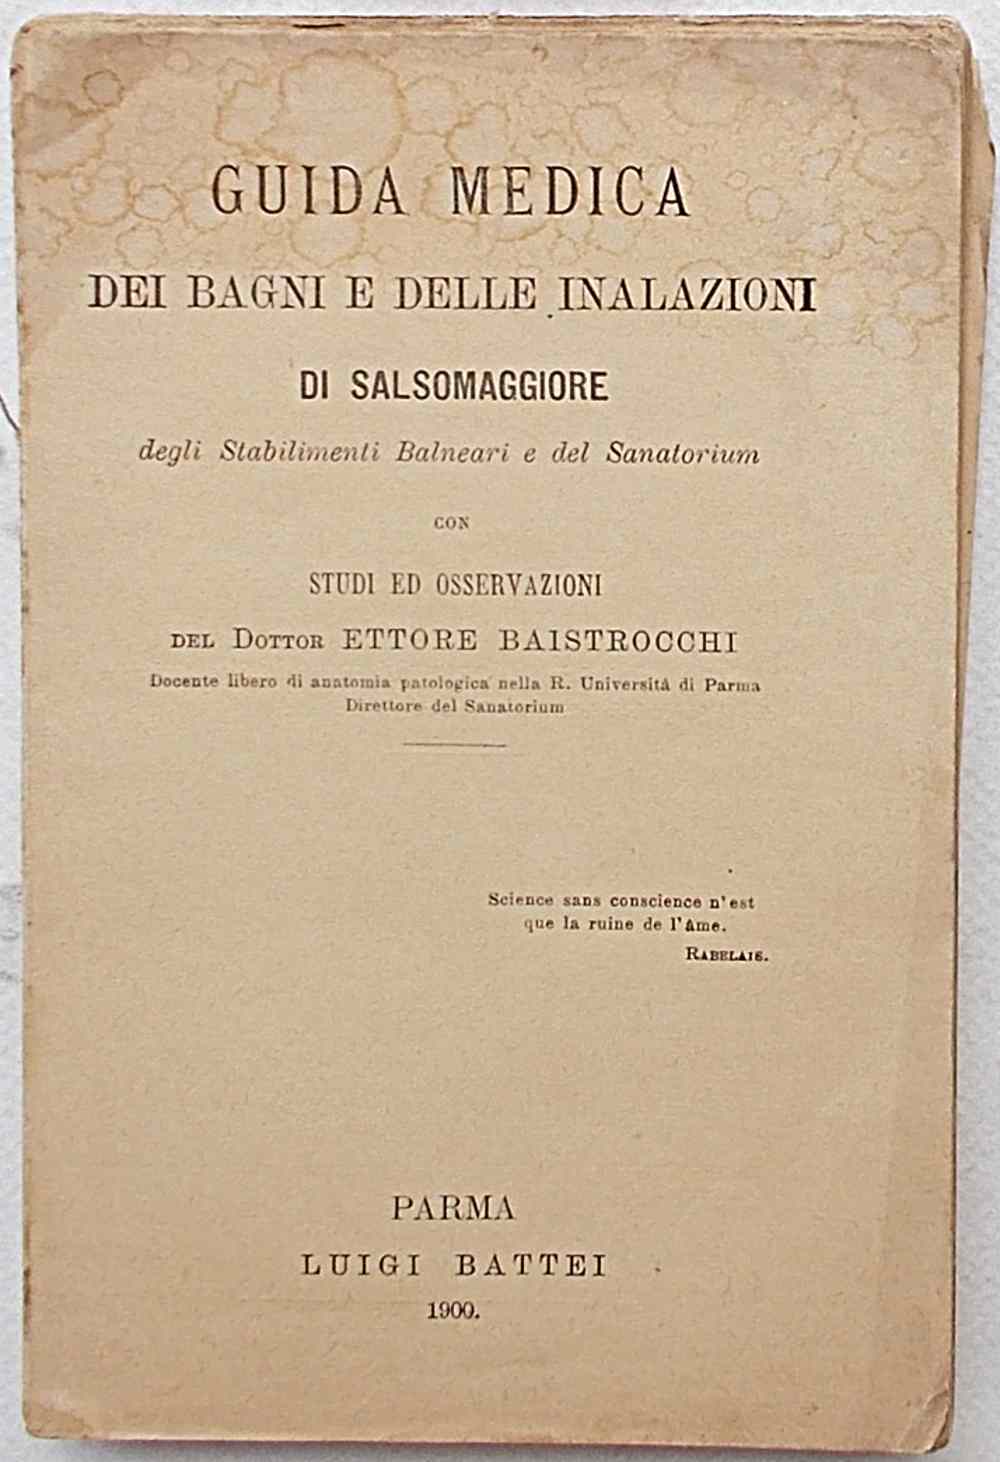 GUIDA MEDICA
DEI BAGNI E DELLE INALAZIONI
DI SALSOMAGGIORE
degli Stabilimenti Balneari e del Sanatorium
CON
STUDI ED OSSERVAZIONI
DEL DOTTOR ETTORE BAISTROCCHI
Docente libero di anatomia patologica nella R. Università di Parma
Direttore del Sanatorium
Science sans conscience n'est
que la ruine de l'âme.
RABELAIS.
PARMA
LUIGI BATTEI
1900.